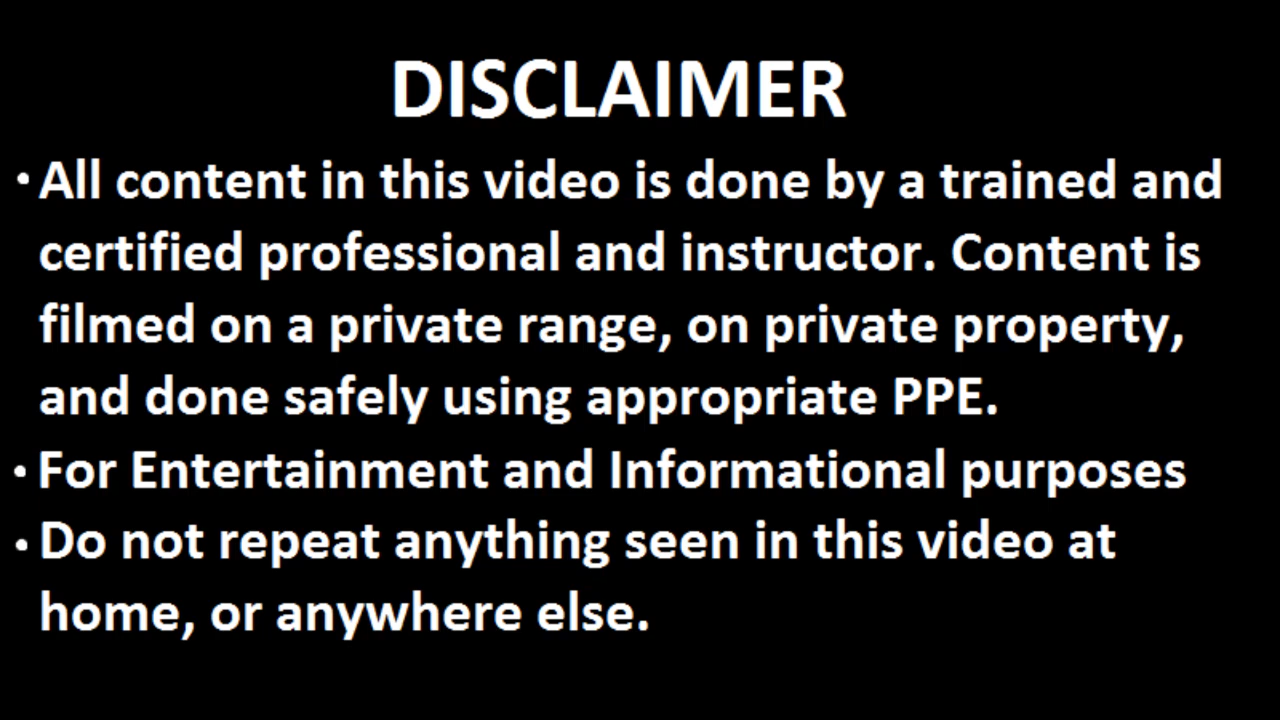 DISCLAIMER
• All content in this video is done by a trained and
certified professional and instructor. Content is
filmed on a private range, on private property,
and done safely using appropriate PPE.
• For Entertainment and Informational purposes
• Do not repeat anything seen in this video at
home, or anywhere else.